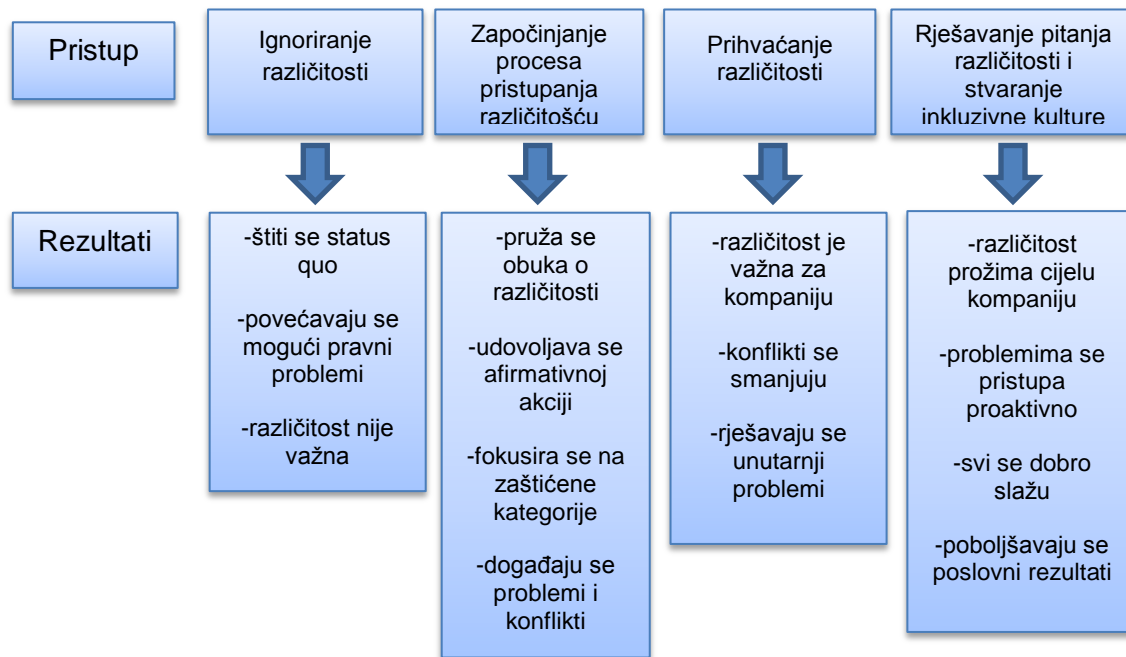 Pristup
Ignoriranje
različitosti
Započinjanje
procesa
pristupanja
različitošću
Prihvaćanje
različitosti
Rješavanje pitanja
različitosti i
stvaranje
inkluzivne kulture
Rezultati
-štiti se status
quo
-povećavaju se
mogući pravni
problemi
-različitost nije
važna
-pruža se
obuka o
različitosti
-udovoljava se
afirmativnoj
akciji
-fokusira se na
zaštićene
kategorije
-događaju se
problemi i
konflikti
-različitost je
važna za
kompaniju
-konflikti se
smanjuju
-rješavaju se
unutarnji
problemi
-različitost
prožima cijelu
kompaniju
-problemima se
pristupa
proaktivno
-svi se dobro
slažu
-poboljšavaju se
poslovni rezultati